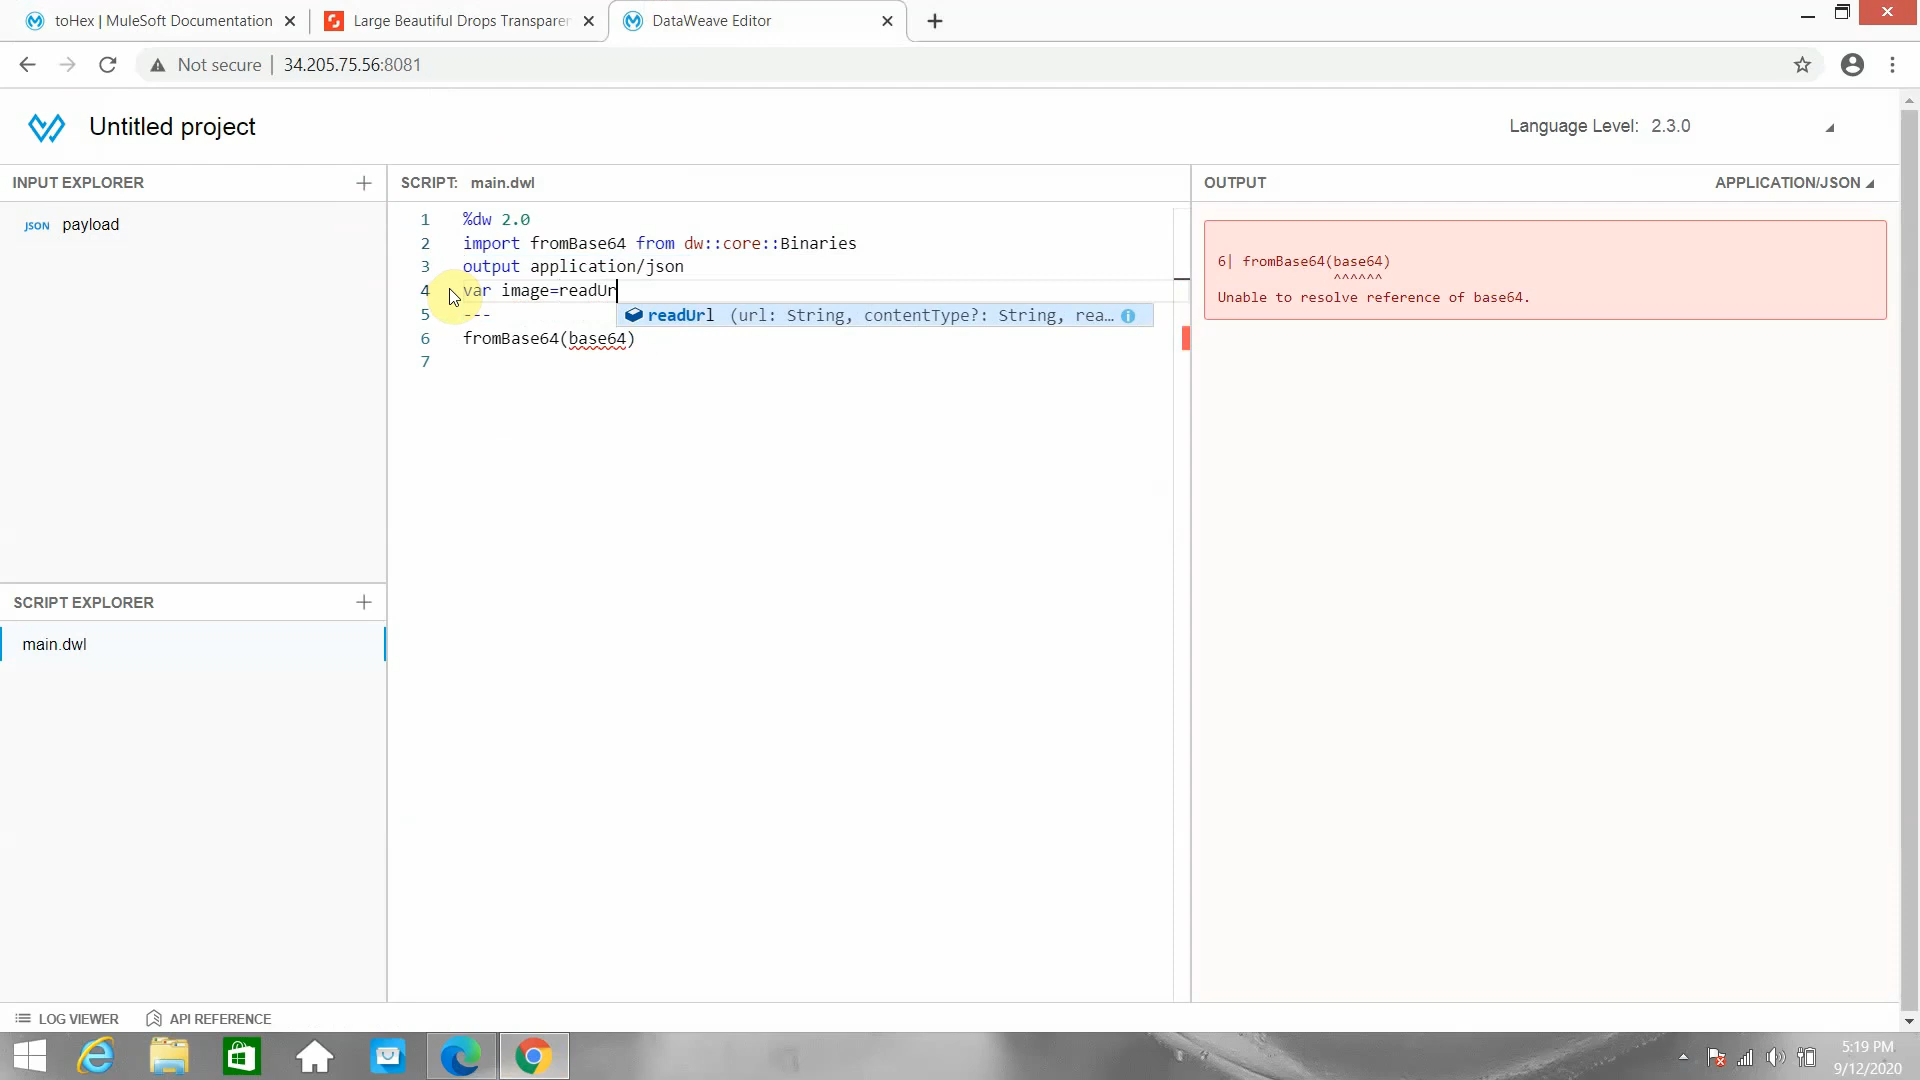 toHex | MuleSoft Documentation
Large Beautiful Drops Transparen
DataWeave Editor
Not secure | 34.205.75.56:8081
Untitled project
Language Level: 2.3.0
INPUT EXPLORER
SCRIPT: main.dwl
OUTPUT
APPLICATION/JSON
JSON payload
1 %dw 2.0
2 import fromBase64 from dw::core::Binaries
3 output application/json
4 var image=readUr
5 ---
6 fromBase64(base64)
7
readUrl (url: String, contentType?: String, rea…
6| fromBase64(base64)
^^^^^^
Unable to resolve reference of base64.
SCRIPT EXPLORER
main.dwl
LOG VIEWER
API REFERENCE
5:19 PM
9/12/2020